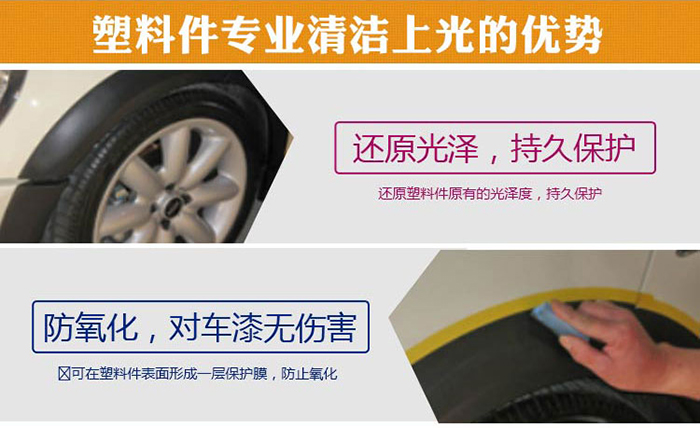 塑料件专业清洁上光的优势
还原光泽，持久保护
还原塑料件原有的光泽度，持久保护
防氧化，对车漆无伤害
可在塑料件表面形成一层保护膜，防止氧化